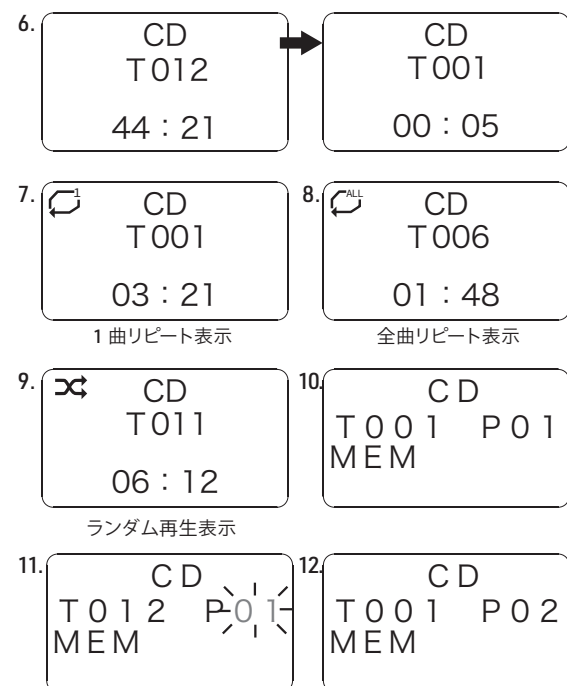 6.
CD
T012
44：21
CD
T001
00：05
7.
1
CD
T001
03：21
1 曲リピート表示
8.
ALL
CD
T006
01：48
全曲リピート表示
9.
CD
T011
06：12
ランダム再生表示
10.
CD
T001 P01
MEM
11.
CD
T012 P01
MEM
12.
CD
T001 P02
MEM